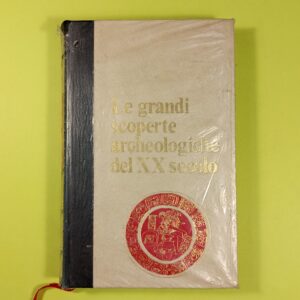 Le grandi
scoperte
archeologiche
del XX secolo